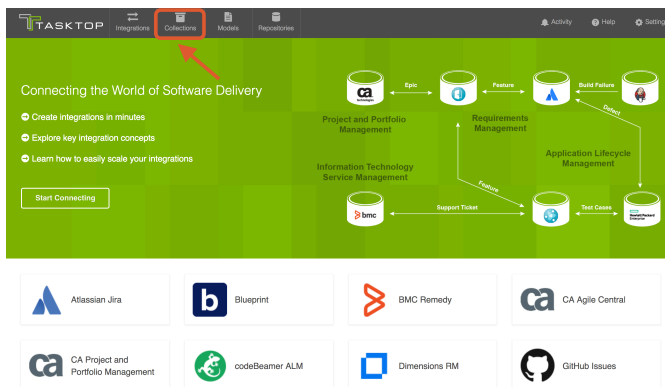 TASKTOP
Integrations
Collections
Models
Repositories
Activity
Help
Setting
Connecting the World of Software Delivery
Create integrations in minutes
Explore key integration concepts
Learn how to easily scale your integrations
Start Connecting
ca
technologies
Epic
Feature
Build Failure
Project and Portfolio
Management
Requirements
Management
Defect
Application Lifecycle
Management
Information Technology
Service Management
Feature
bmc
Support Ticket
Test Cases
Hewlett Packard
Enterprise
Atlassian Jira
b
Blueprint
BMC Remedy
ca
CA Agile Central
ca
CA Project and
Portfolio Management
codeBeamer ALM
Dimensions RM
GitHub Issues